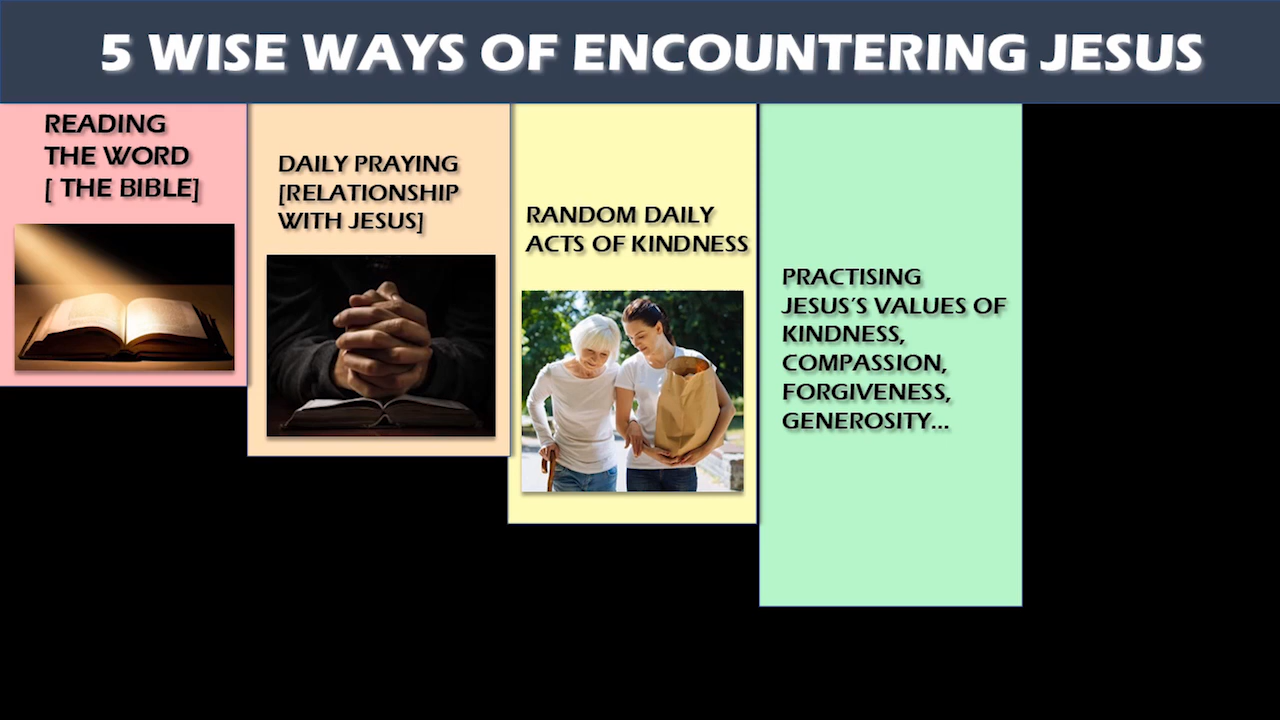 5 WISE WAYS OF ENCOUNTERING JESUS
READING
THE WORD
[ THE BIBLE]
DAILY PRAYING
[RELATIONSHIP
WITH JESUS]
RANDOM DAILY
ACTS OF KINDNESS
PRACTISING
JESUS´S VALUES OF
KINDNESS,
COMPASSION,
FORGIVENESS,
GENEROSITY...